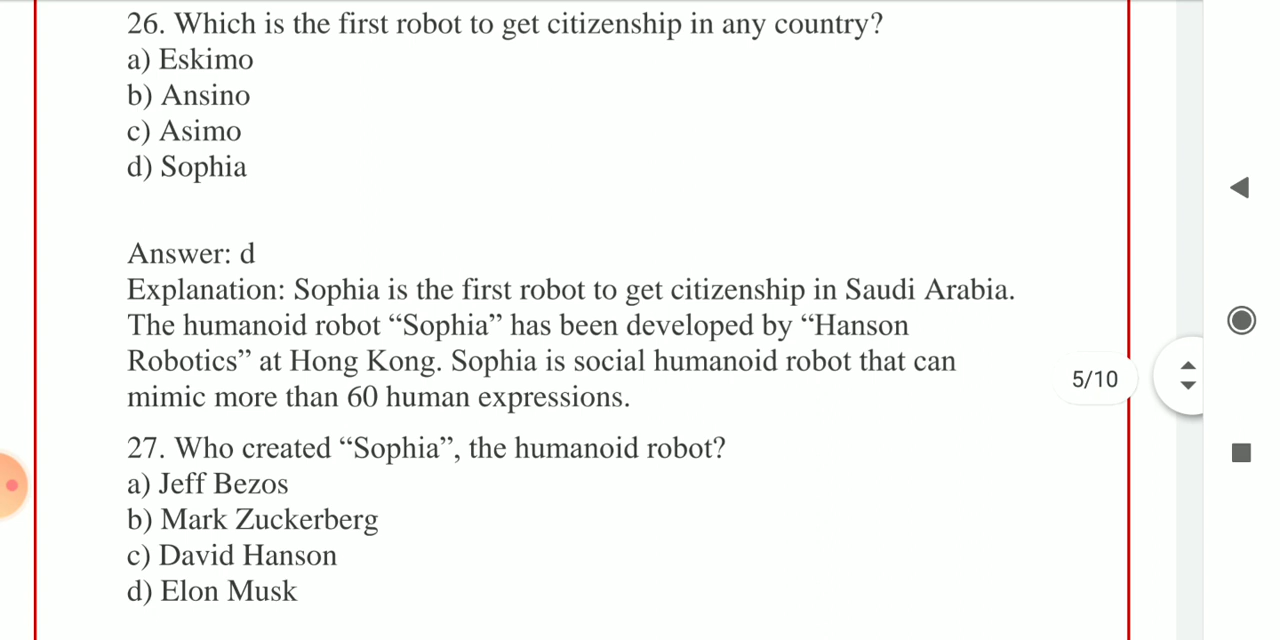 26. Which is the first robot to get citizenship in any country?
a) Eskimo
b) Ansino
c) Asimo
d) Sophia
Answer: d
Explanation: Sophia is the first robot to get citizenship in Saudi Arabia.
The humanoid robot “Sophia” has been developed by “Hanson
Robotics” at Hong Kong. Sophia is social humanoid robot that can
mimic more than 60 human expressions.
5/10
27. Who created “Sophia”, the humanoid robot?
a) Jeff Bezos
b) Mark Zuckerberg
c) David Hanson
d) Elon Musk